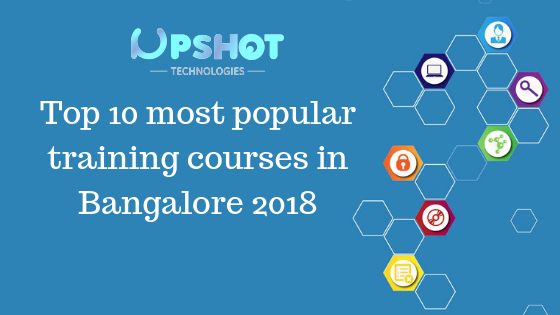 UPSHOT
TECHNOLOGIES
Top 10 most popular
training courses in
Bangalore 2018